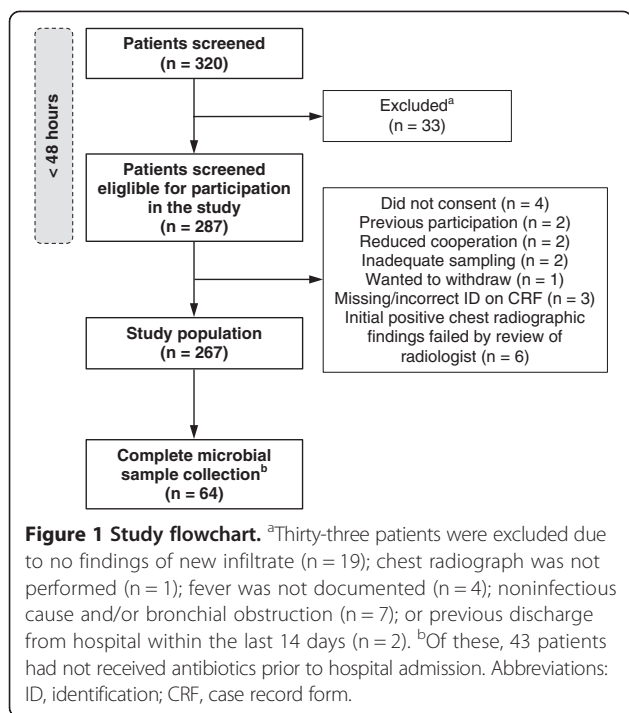 Patients screened
(n = 320)
< 48 hours
Excludedᵃ
(n = 33)
Patients screened
eliglible for participation
in the study
(n = 287)
Did not consent (n = 4)
Previous participation (n = 2)
Reduced cooperation (n = 2)
Inadequate sampling (n = 2)
Wanted to withdraw (n = 1)
Missing/incorrect ID on CRF (n = 3)
Initial positive chest radiographic
findings failed by review of
radiologist (n = 6)
Study population
(n = 267)
Complete microbial
sample collectionᵇ
(n = 64)
Figure 1 Study flowchart. ᵃThirty-three patients were excluded due
to no findings of new infiltrate (n = 19); chest radiograph was not
performed (n = 1); fever was not documented (n = 4); noninfectious
cause and/or bronchial obstruction (n = 7); or previous discharge
from hospital within the last 14 days (n = 2). ᵇOf these, 43 patients
had not received antibiotics prior to hospital admission. Abbreviations:
ID, identification; CRF, case record form.